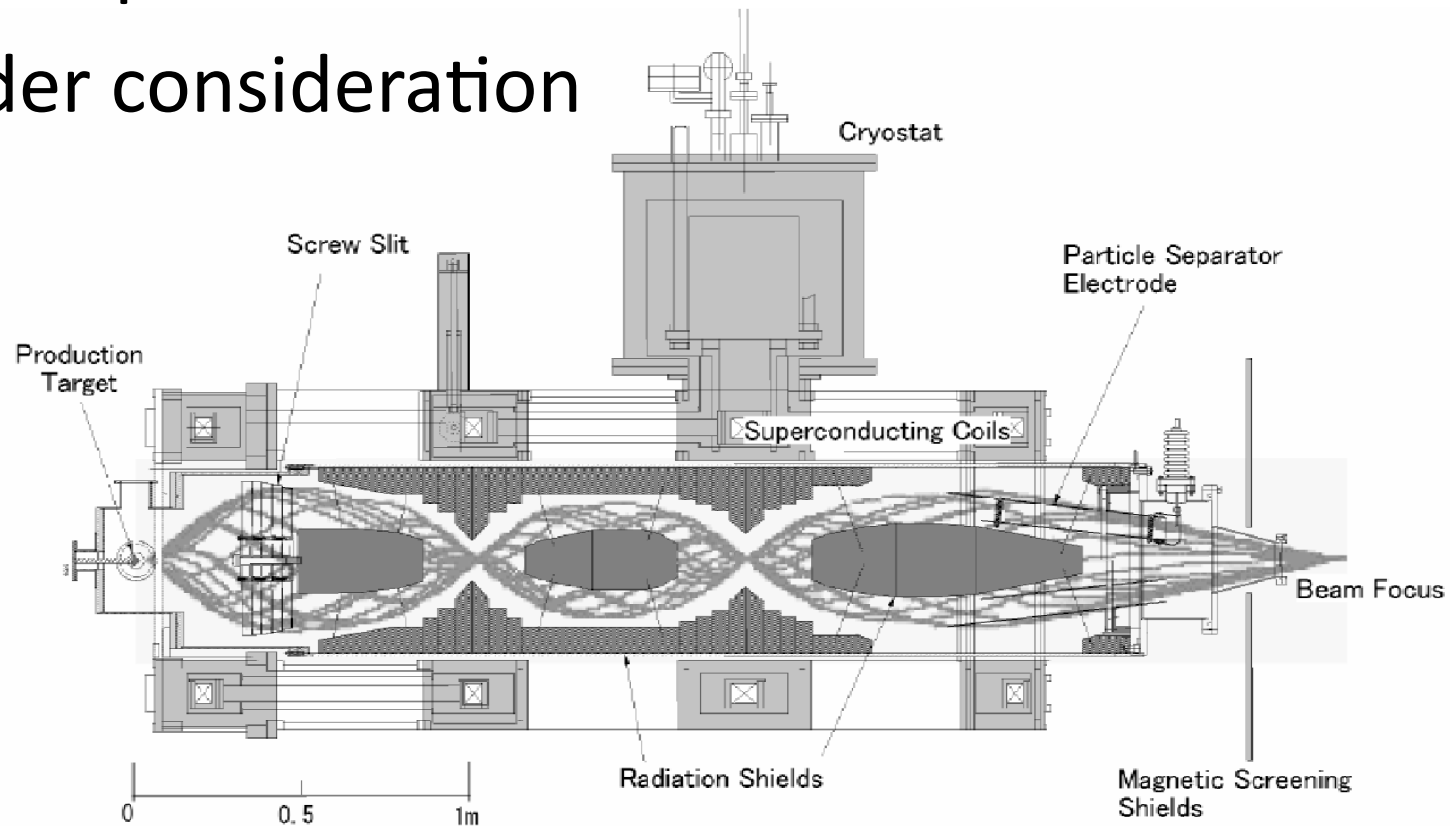 der consideration
Cryostat
Screw Slit
Particle Separator
Electrode
Production
Target
Superconducting Coils
Beam Focus
Radiation Shields
Magnetic Screening
Shields
0
0.5
1m